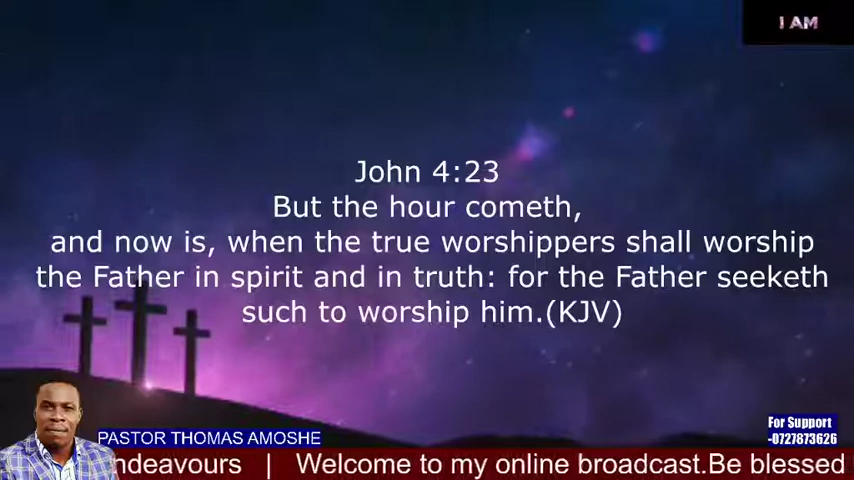 I AM
John 4:23
But the hour cometh,
and now is, when the true worshippers shall worship
the Father in spirit and in truth: for the Father seeketh
such to worship him.(KJV)
For Support
-0727873626
PASTOR THOMAS AMOSHE
ndeavours | Welcome to my online broadcast.Be blessed